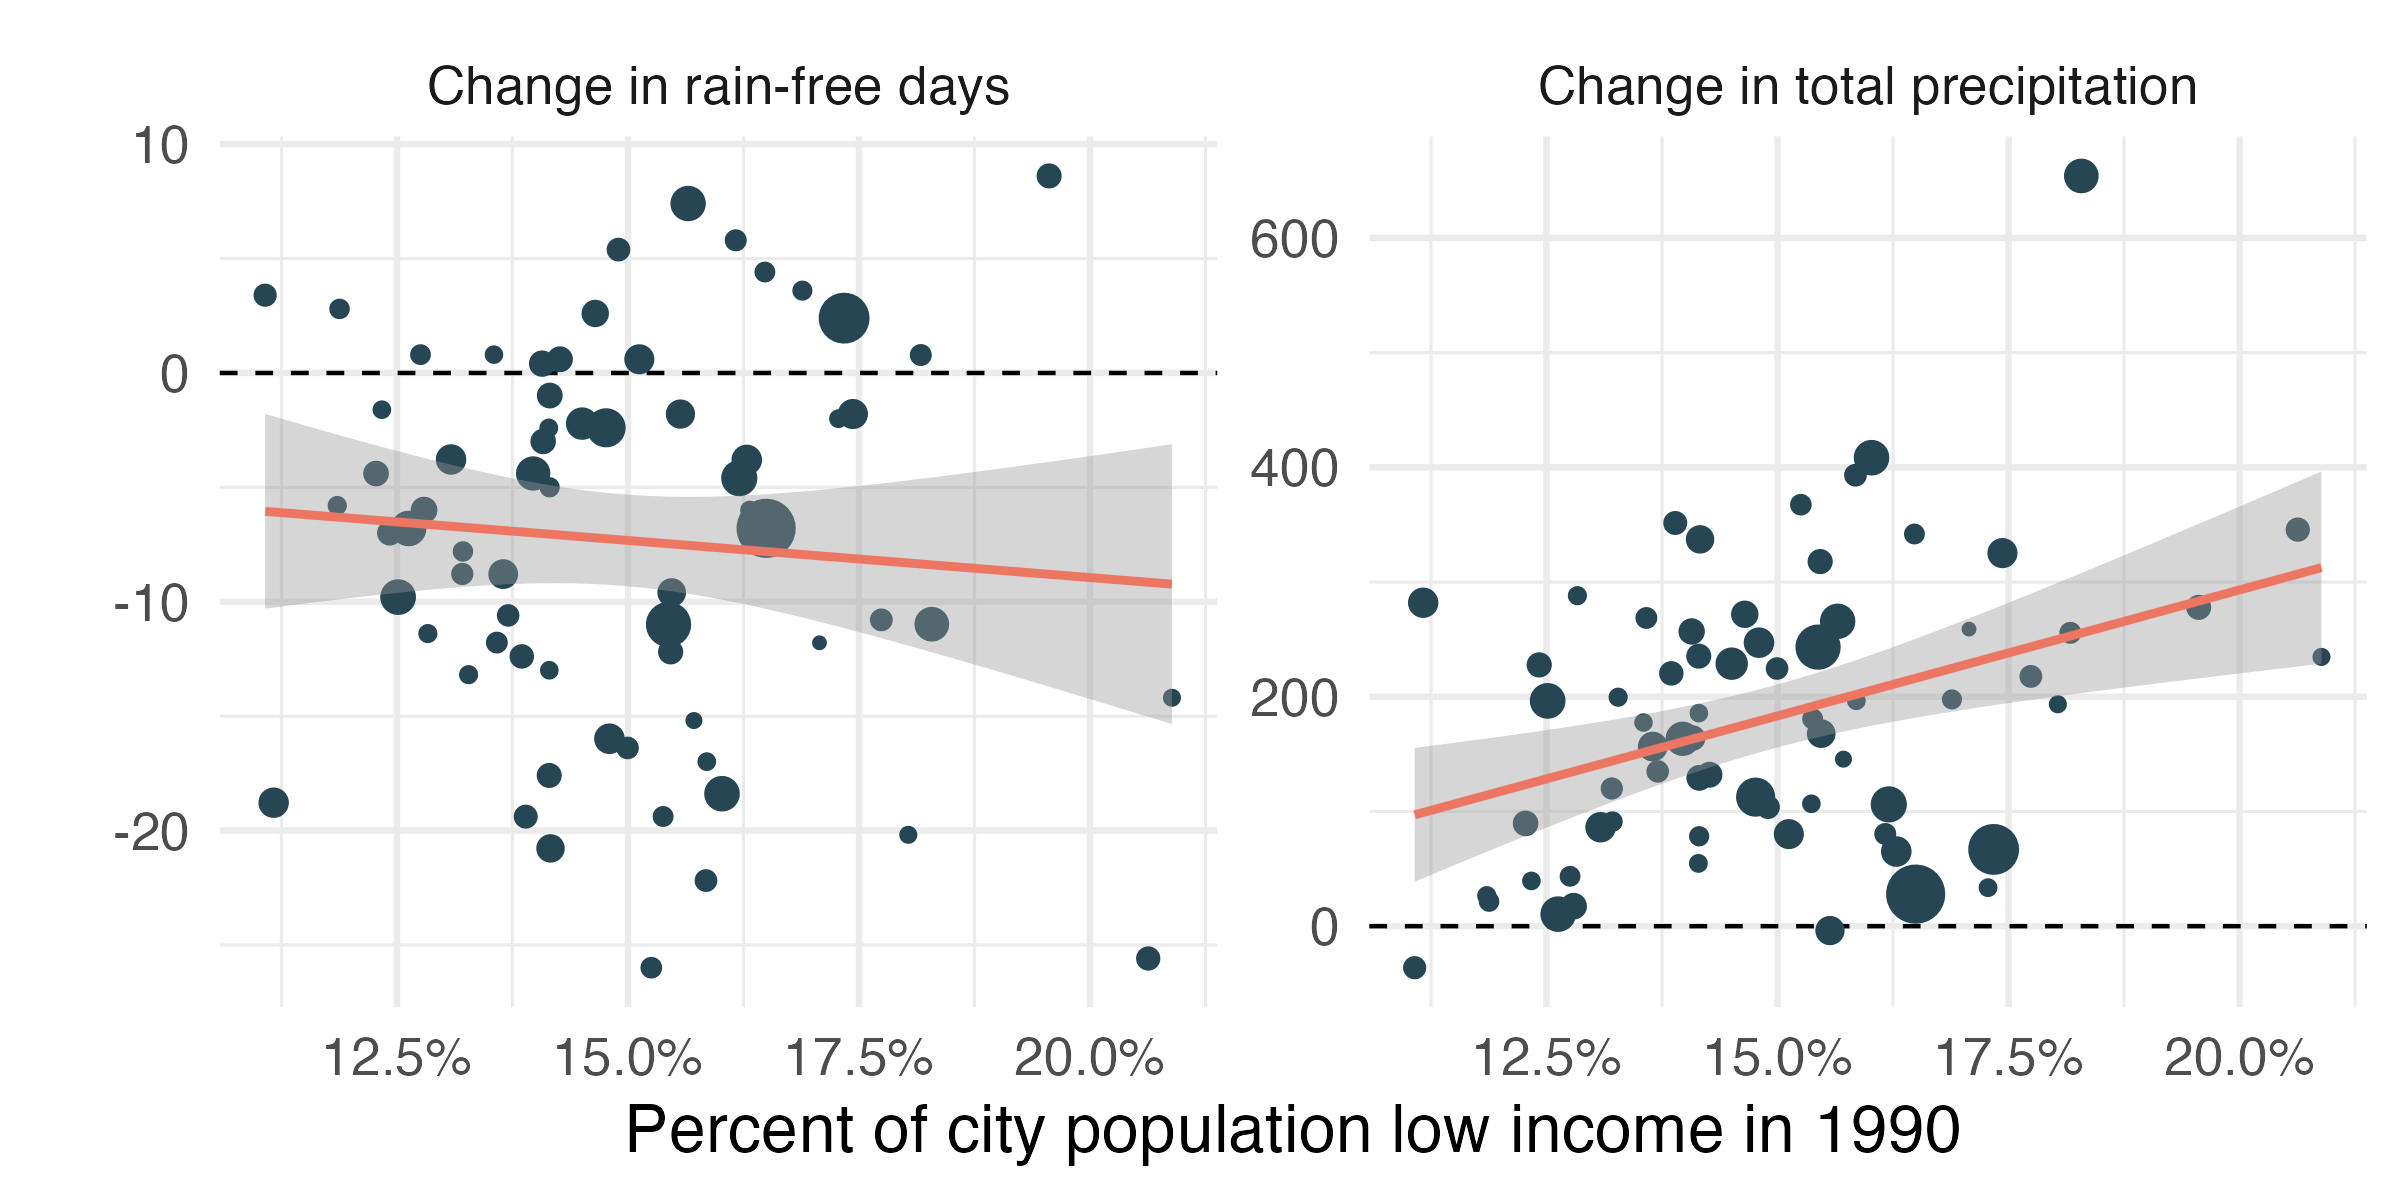 Change in rain-free days
Change in total precipitation
10
0
-10
-20
600
400
200
0
12.5% 15.0% 17.5% 20.0%
12.5% 15.0% 17.5% 20.0%
Percent of city population low income in 1990